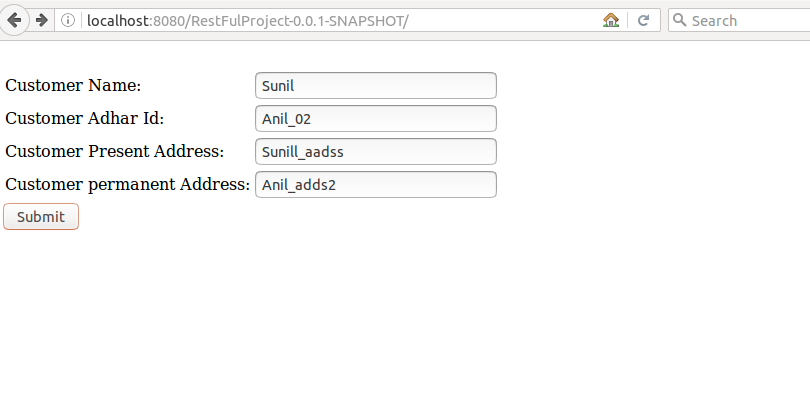 localhost:8080/RestFulProject-0.0.1-SNAPSHOT/ Search
Customer Name: Sunil
Customer Adhar Id: Anil_02
Customer Present Address: Sunill_aadss
Customer permanent Address: Anil_adds2
Submit